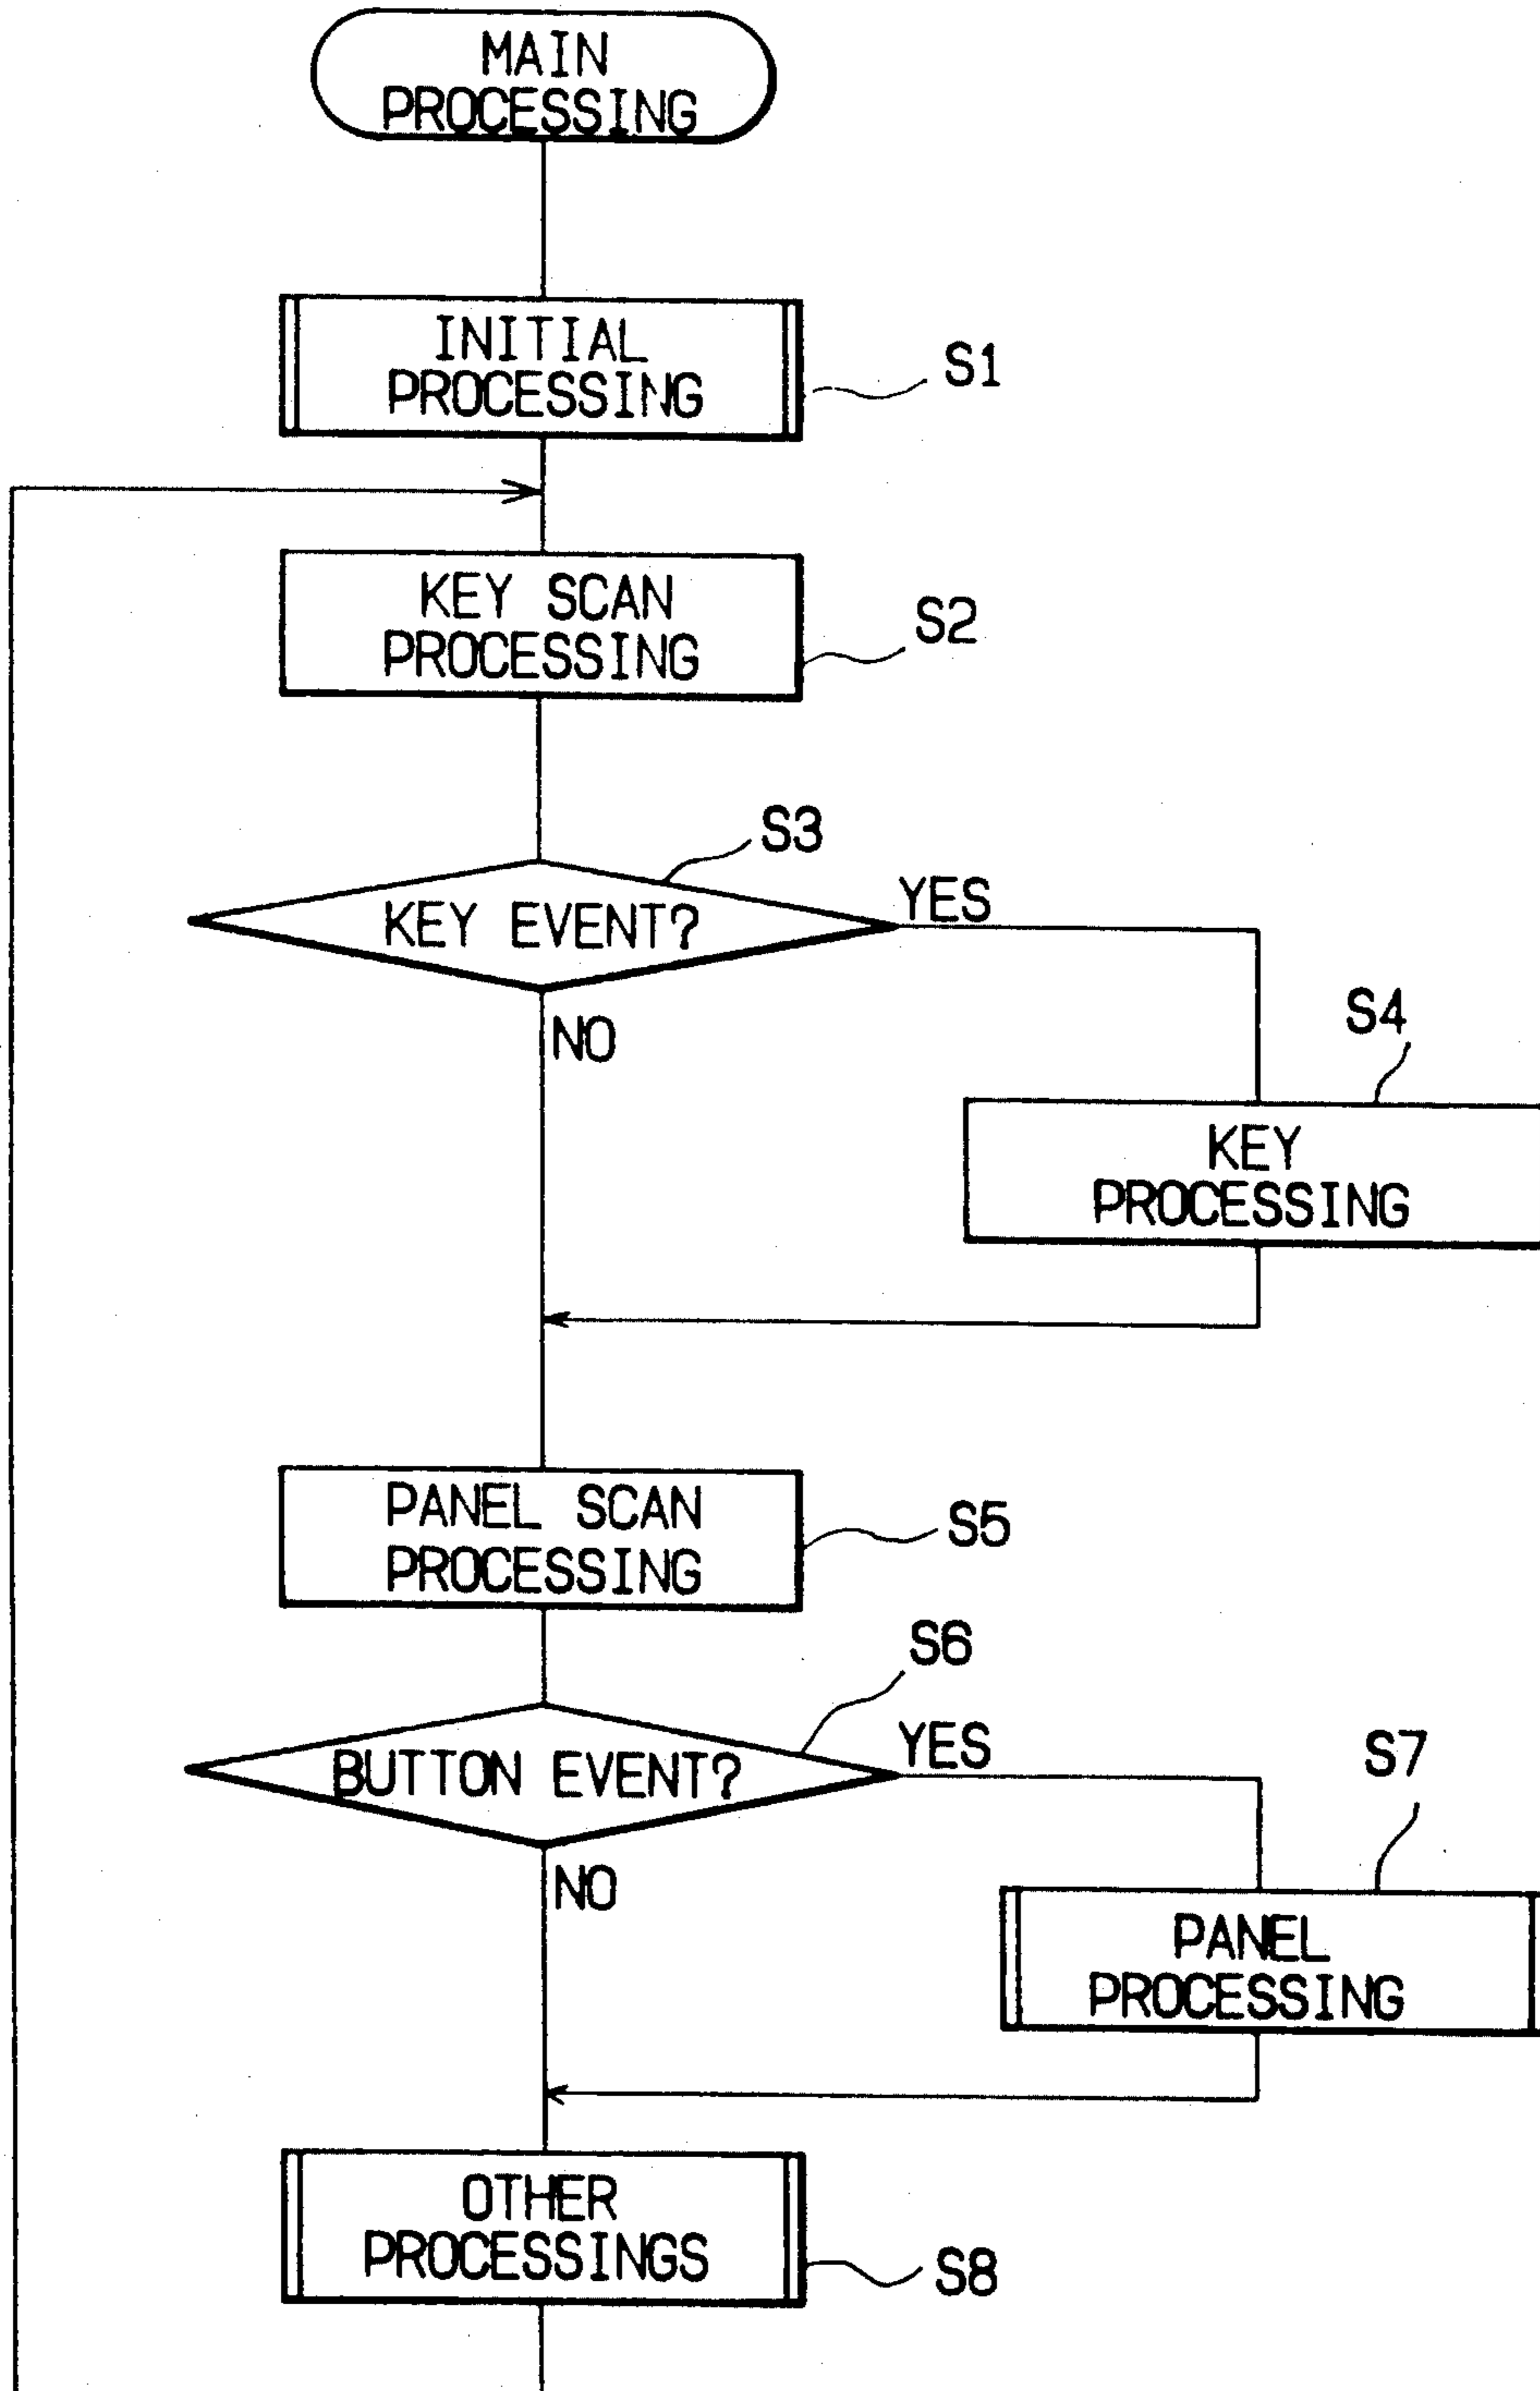 MAIN
PROCESSING
INITIAL
PROCESSING
S1
KEY SCAN
PROCESSING
S2
S3
KEY EVENT?
YES
NO
S4
KEY
PROCESSING
PANEL SCAN
PROCESSING
S5
S6
BUTTON EVENT?
YES
NO
S7
PANEL
PROCESSING
OTHER
PROCESSINGS
S8